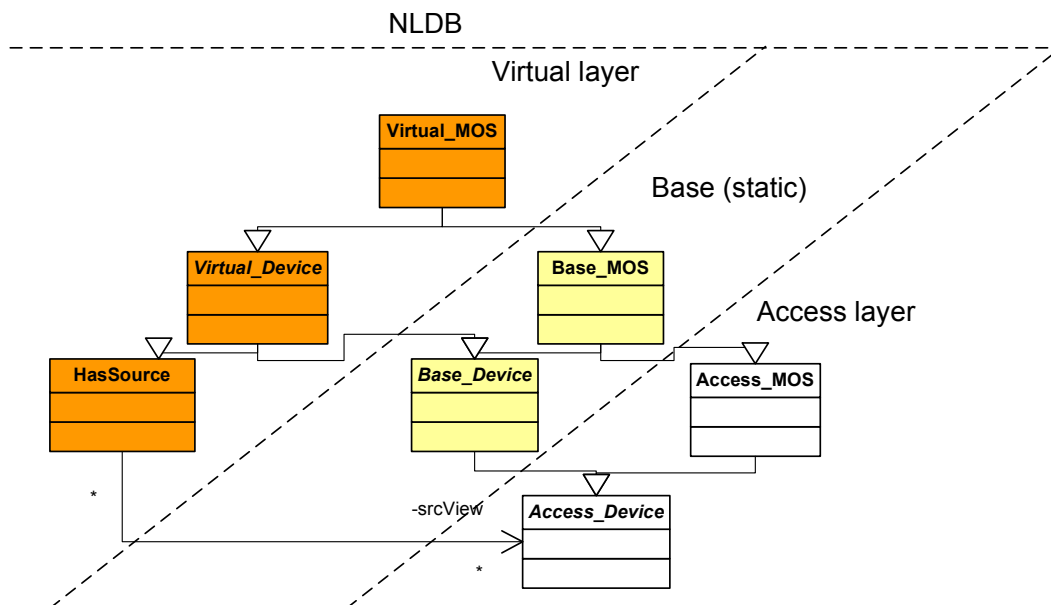 NLDB
Virtual layer
Virtual_MOS
Base (static)
Virtual_Device
Base_MOS
Access layer
HasSource
Base_Device
Access_MOS
*
-srcView
Access_Device
*